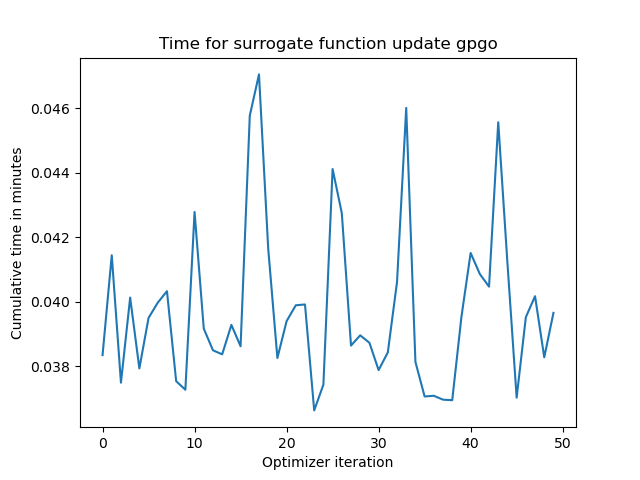 Time for surrogate function update gpgo
Cumulative time in minutes
0.046
0.044
0.042
0.040
0.038
0 10 20 30 40 50
Optimizer iteration